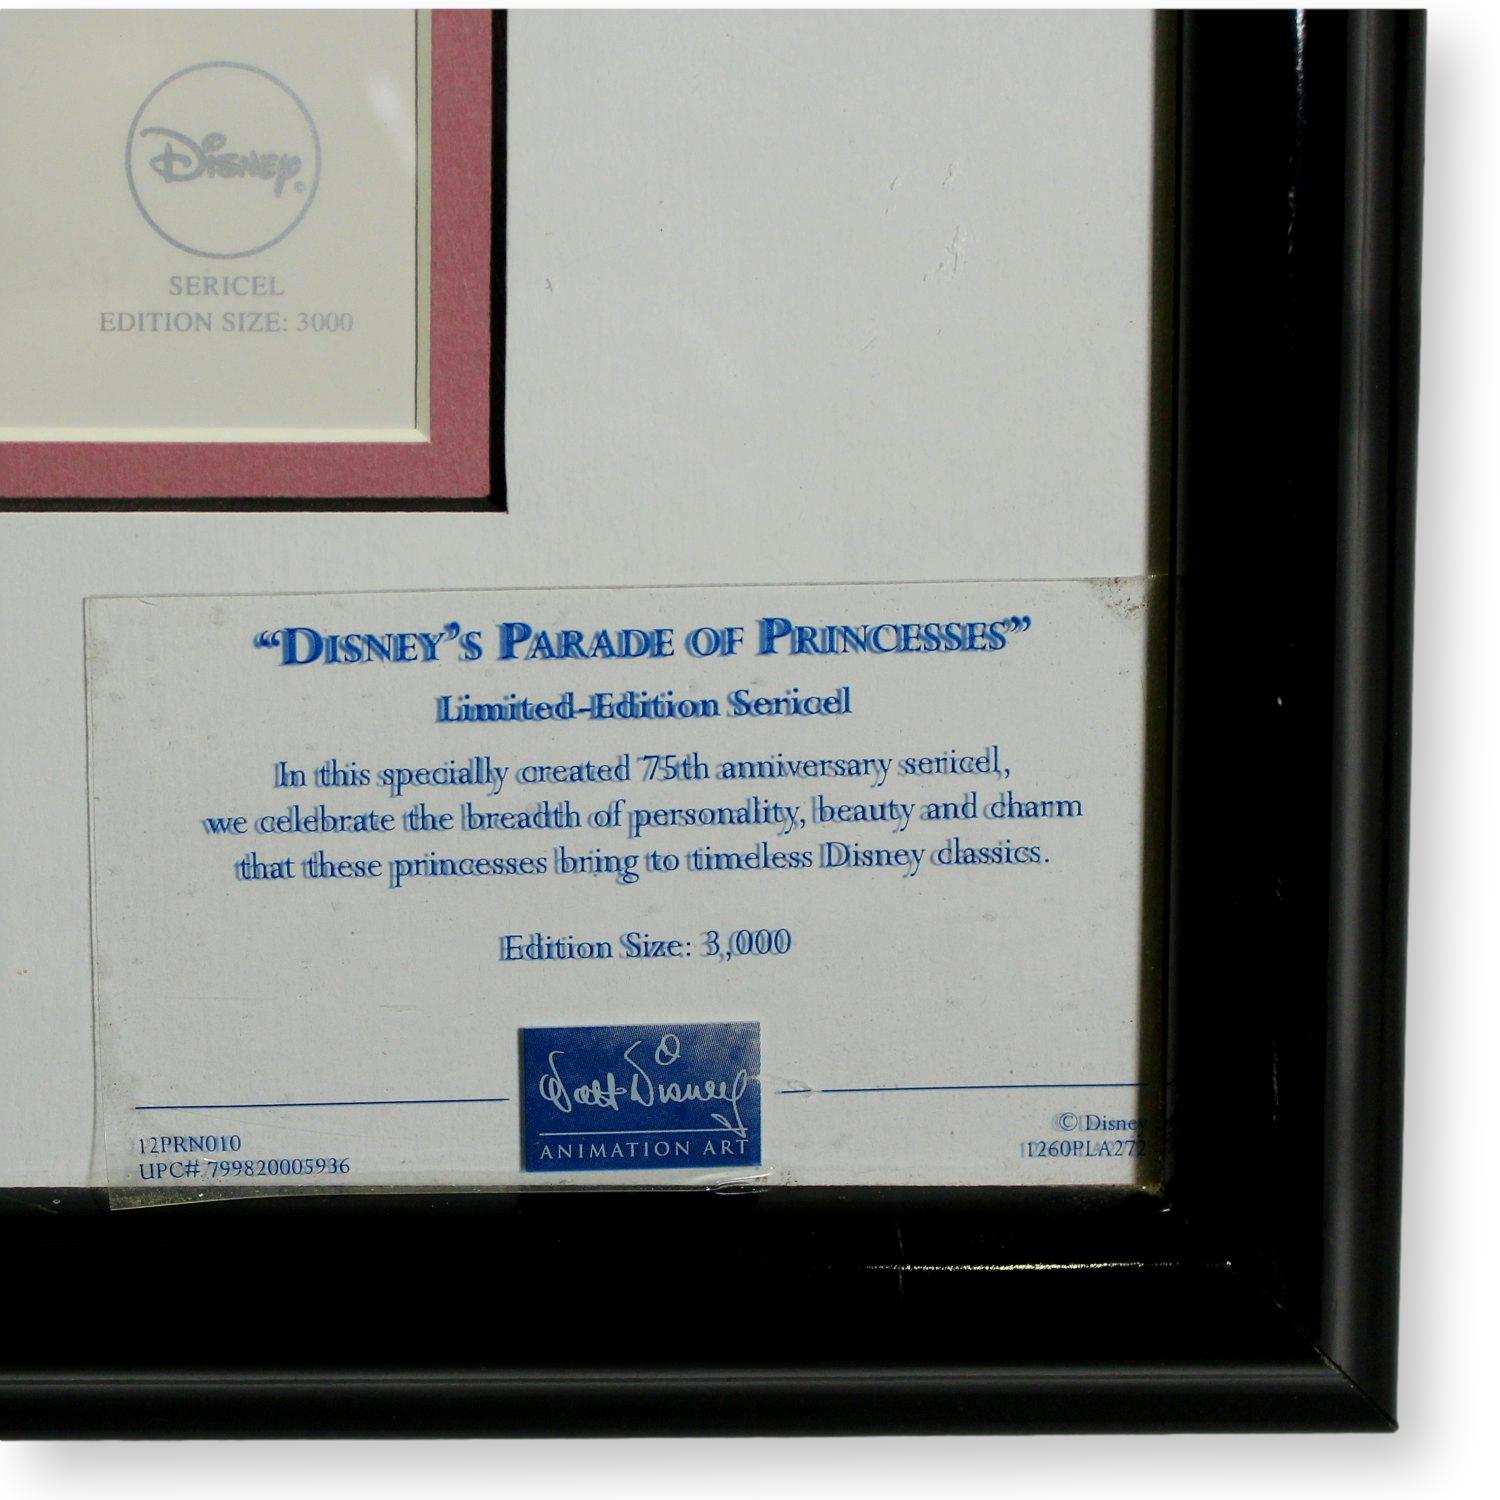 Disney
SERICEL
EDITION SIZE: 3000
“DISNEY’S PARADE OF PRINCESSES”
Limited-Edition Sericel
In this specially created 75th anniversary sericel,
we celebrate the breadth of personality, beauty and charm
that these princesses bring to timeless Disney classics.
Edition Size: 3,000
Walt Disney
ANIMATION ART
12PRN010
UPC# 799820005936
© Disney
1260PLA272